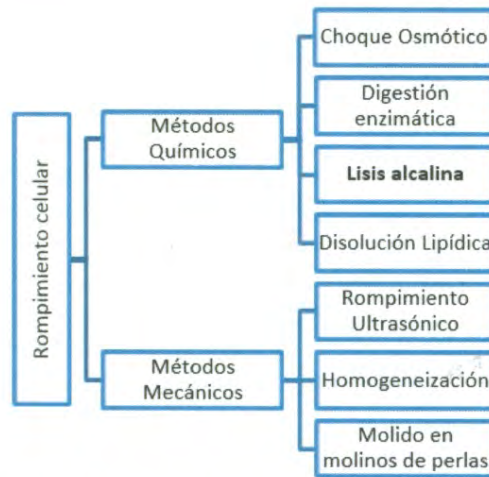 Rompimiento celular
Métodos
Químicos
Choque Osmótico
Digestión
enzimática
Lisis alcalina
Disolución Lipídica
Métodos
Mecánicos
Rompimiento
Ultrasónico
Homogeneización
Molido en
molinos de perlas